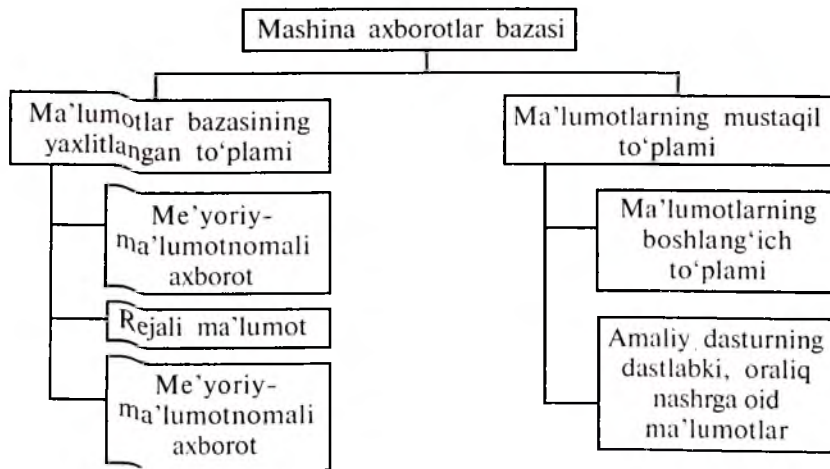 Mashina axborotlar bazasi
Ma’lumotlar bazasining
yaxlitlangan to‘plami
Me’yoriy-
ma’lumotnomali
axborot
Rejali ma’lumot
Me’yoriy-
ma’lumotnomali
axborot
Ma’lumotlarning mustaqil
to‘plami
Ma’lumotlarning
boshlang‘ich
to‘plami
Amaliy dasturning
dastlabki, oraliq
nashrga oid
ma’lumotlar